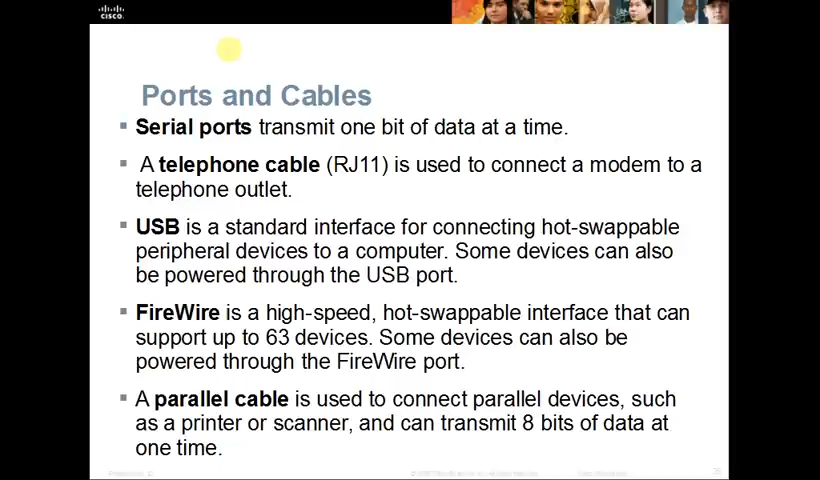 CISCO
Ports and Cables
▪ Serial ports transmit one bit of data at a time.
▪ A telephone cable (RJ11) is used to connect a modem to a
telephone outlet.
▪ USB is a standard interface for connecting hot-swappable
peripheral devices to a computer. Some devices can also
be powered through the USB port.
▪ FireWire is a high-speed, hot-swappable interface that can
support up to 63 devices. Some devices can also be
powered through the FireWire port.
▪ A parallel cable is used to connect parallel devices, such
as a printer or scanner, and can transmit 8 bits of data at
one time.